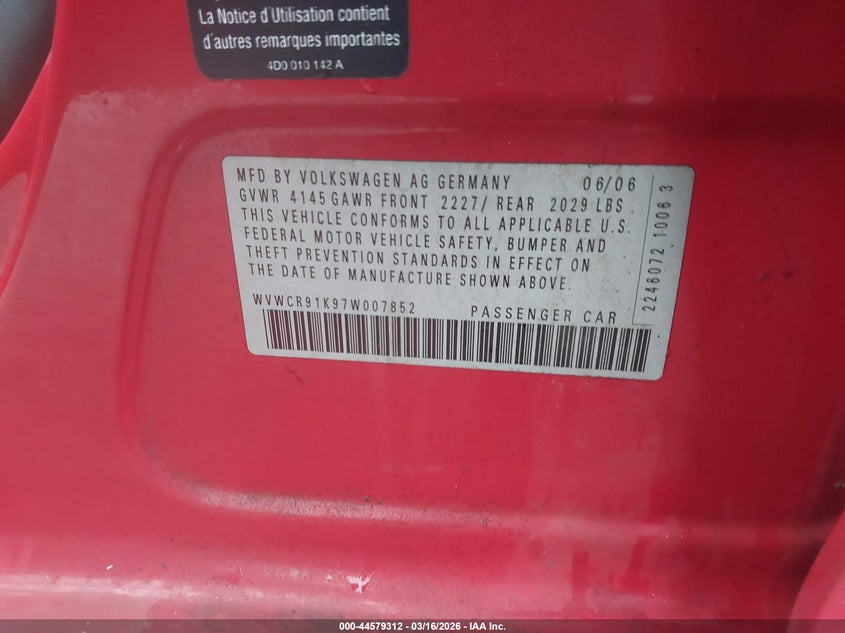 La Notice d'Utilisation contient
d'autres remarques importantes
4D0 010 142 A
MFD BY VOLKSWAGEN AG GERMANY 06/06
GVWR 4145 GAWR FRONT 2227/ REAR 2029 LBS
THIS VEHICLE CONFORMS TO ALL APPLICABLE U.S.
FEDERAL MOTOR VEHICLE SAFETY, BUMPER AND
THEFT PREVENTION STANDARDS IN EFFECT ON
THE DATE OF MANUFACTURE SHOWN ABOVE.
WVWCR91K97W007852 PASSENGER CAR
2246072 1006 3
000-44579312 - 03/16/2026 - IAA Inc.